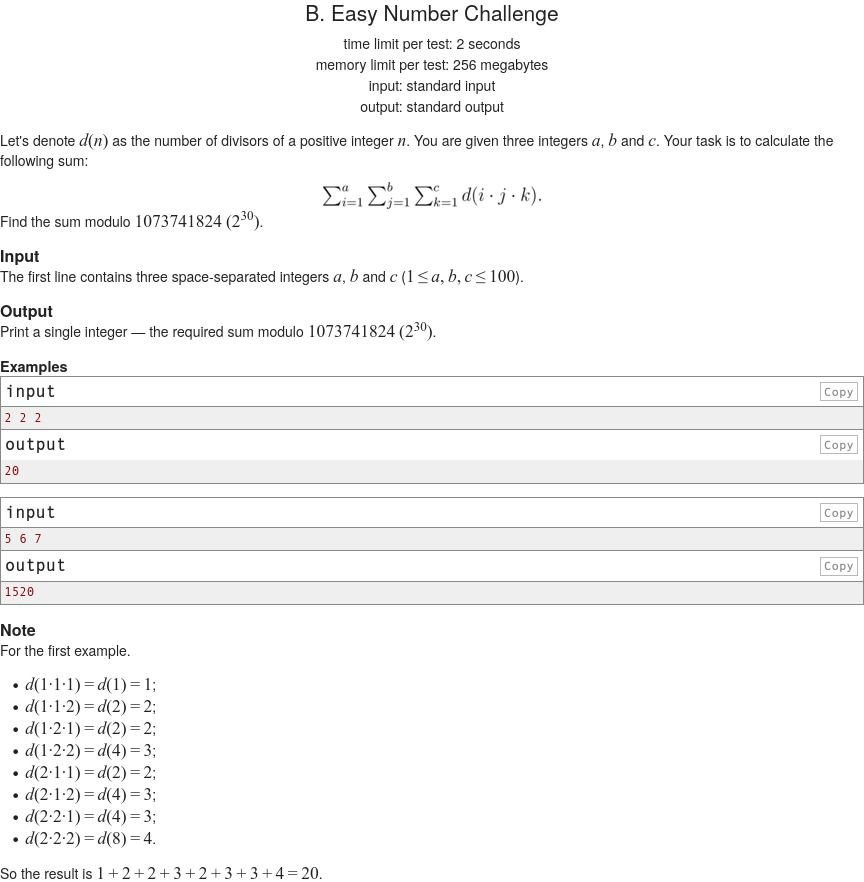 B. Easy Number Challenge
time limit per test: 2 seconds
memory limit per test: 256 megabytes
input: standard input
output: standard output
Let's denote d(n) as the number of divisors of a positive integer n. You are given three integers a, b and c. Your task is to calculate the
following sum:
∑_{i=1}^{a} ∑_{j=1}^{b} ∑_{k=1}^{c} d(i · j · k).
Find the sum modulo 1073741824 (2^{30}).
Input
The first line contains three space-separated integers a, b and c (1 ≤ a, b, c ≤ 100).
Output
Print a single integer — the required sum modulo 1073741824 (2^{30}).
Examples
input Copy
2 2 2
output Copy
20
input Copy
5 6 7
output Copy
1520
Note
For the first example.
• d(1·1·1) = d(1) = 1;
• d(1·1·2) = d(2) = 2;
• d(1·2·1) = d(2) = 2;
• d(1·2·2) = d(4) = 3;
• d(2·1·1) = d(2) = 2;
• d(2·1·2) = d(4) = 3;
• d(2·2·1) = d(4) = 3;
• d(2·2·2) = d(8) = 4.
So the result is 1 + 2 + 2 + 3 + 2 + 3 + 3 + 4 = 20.